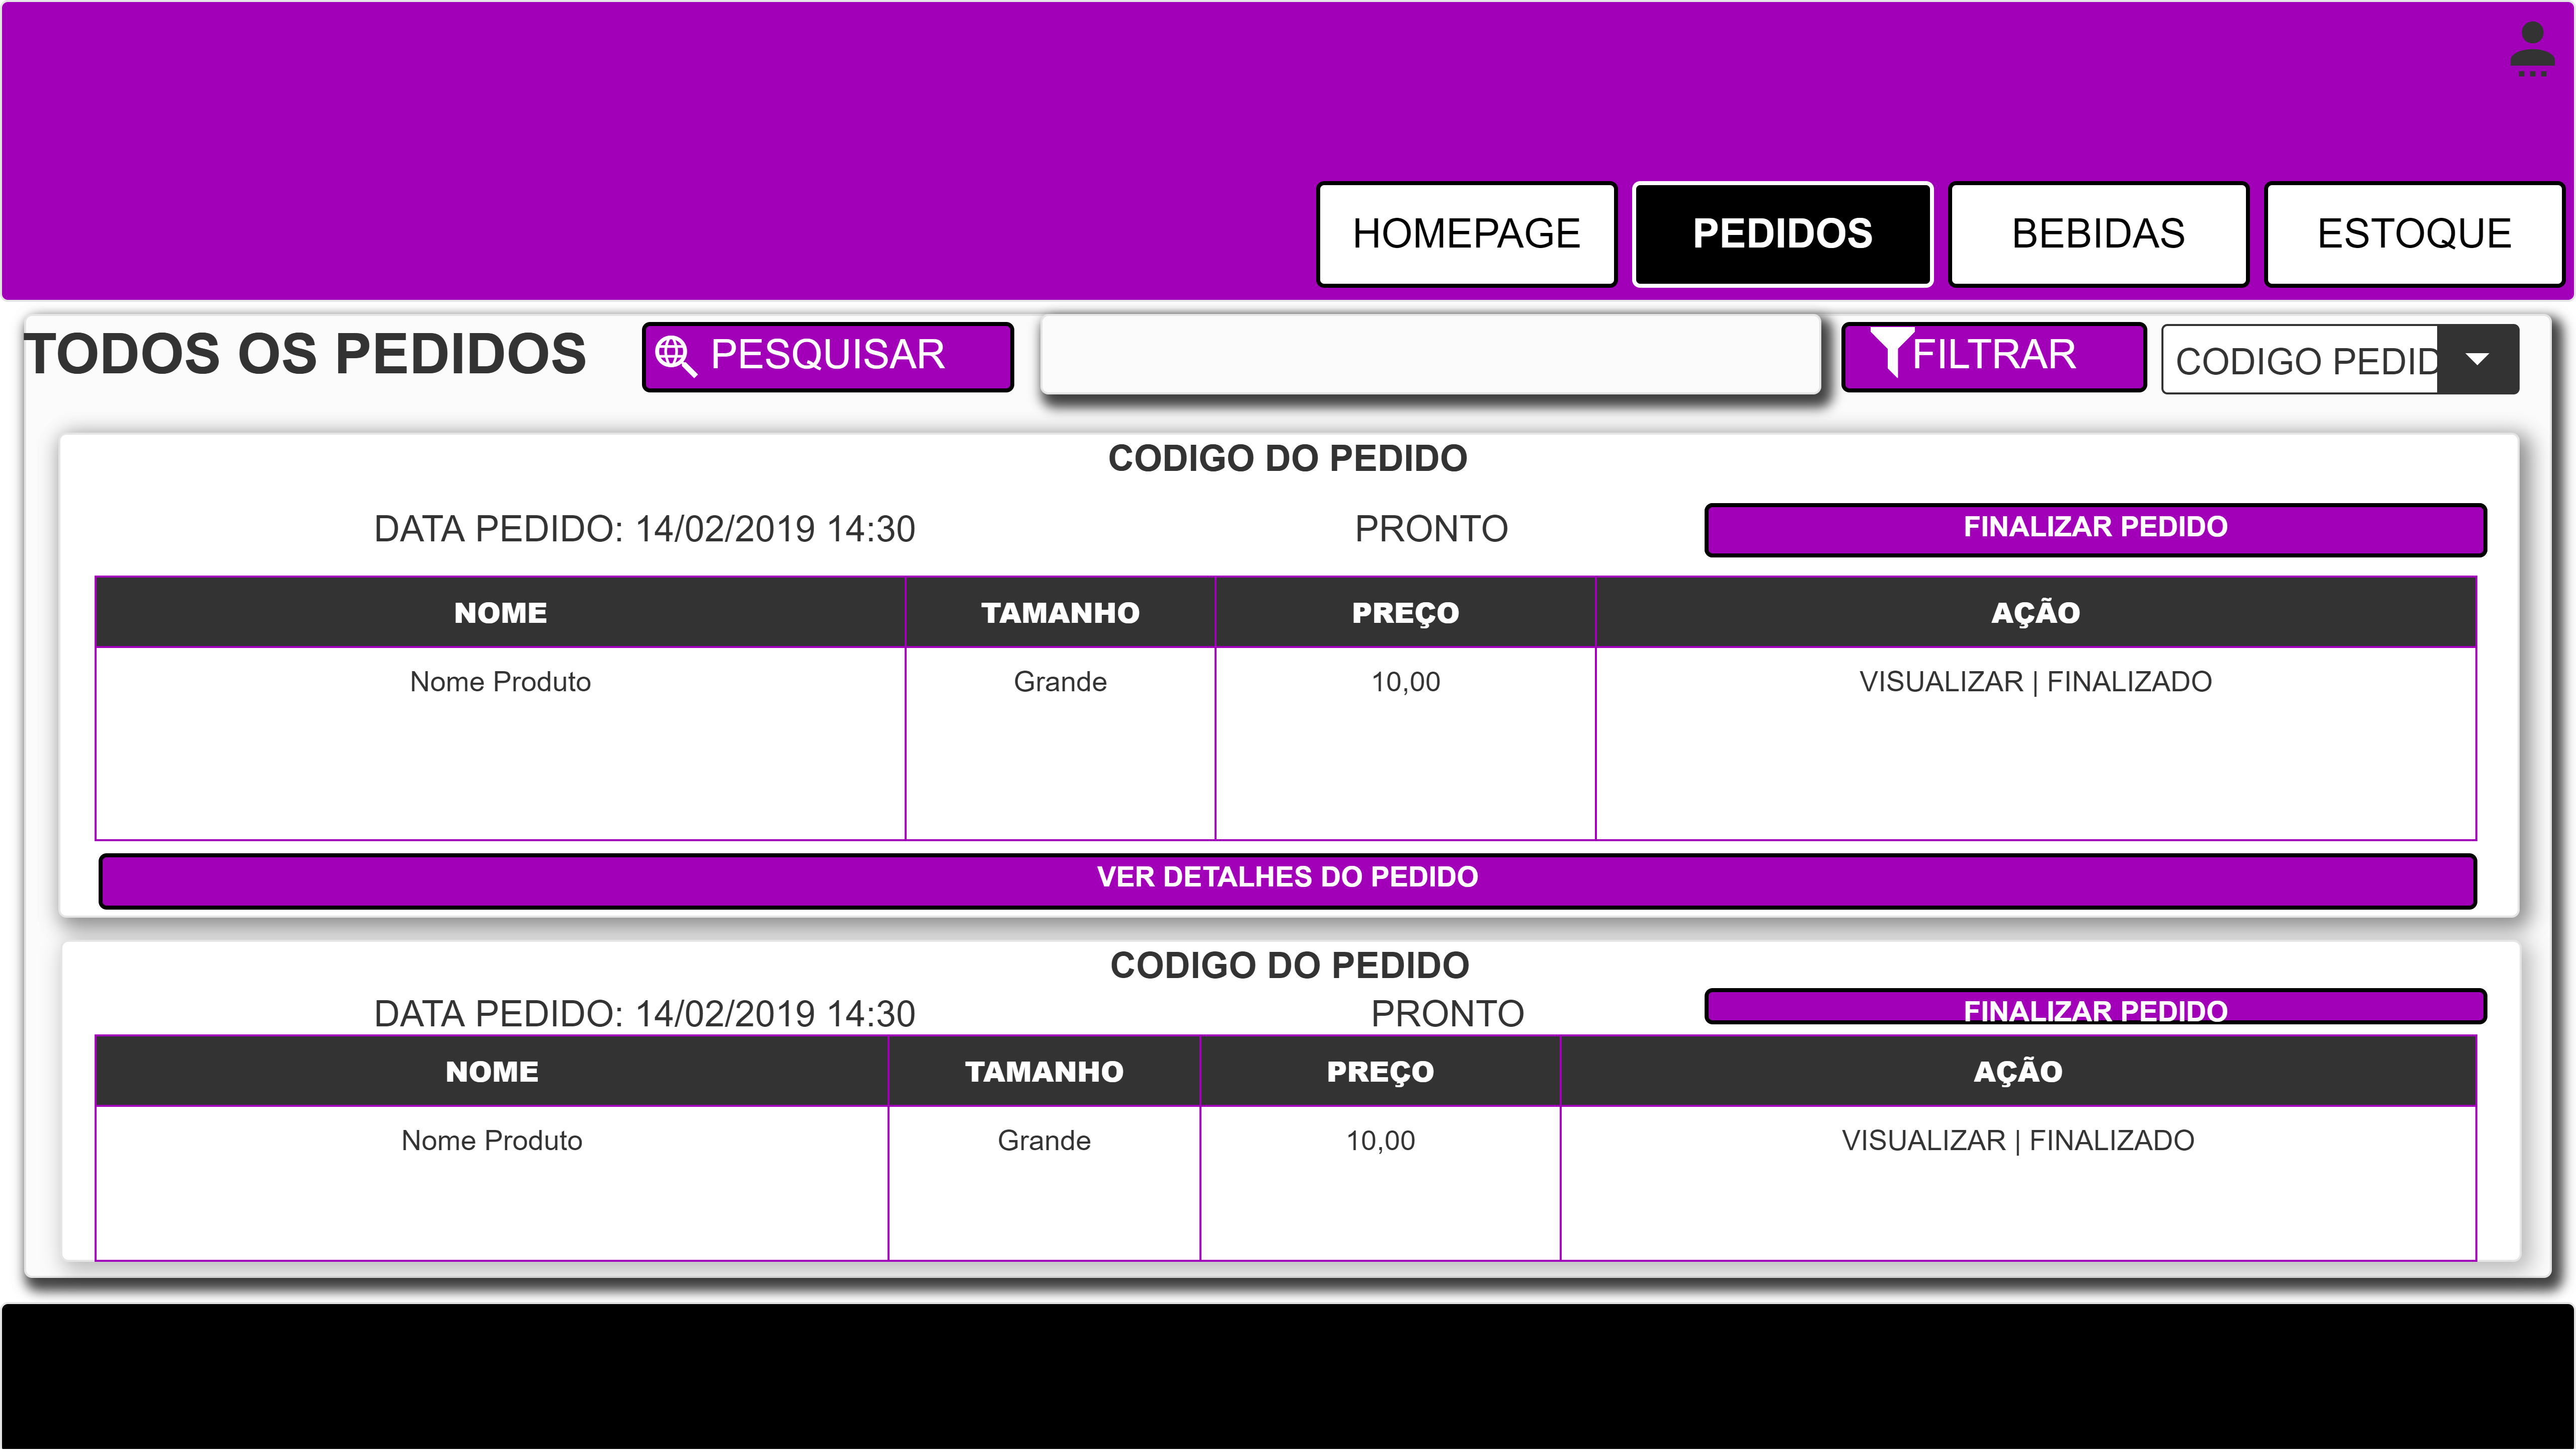 HOMEPAGE PEDIDOS BEBIDAS ESTOQUE
TODOS OS PEDIDOS PESQUISAR FILTRAR CODIGO PEDID
CODIGO DO PEDIDO
DATA PEDIDO: 14/02/2019 14:30 PRONTO FINALIZAR PEDIDO
NOME TAMANHO PREÇO AÇÃO
Nome Produto Grande 10,00 VISUALIZAR | FINALIZADO
VER DETALHES DO PEDIDO
CODIGO DO PEDIDO
DATA PEDIDO: 14/02/2019 14:30 PRONTO FINALIZAR PEDIDO
NOME TAMANHO PREÇO AÇÃO
Nome Produto Grande 10,00 VISUALIZAR | FINALIZADO